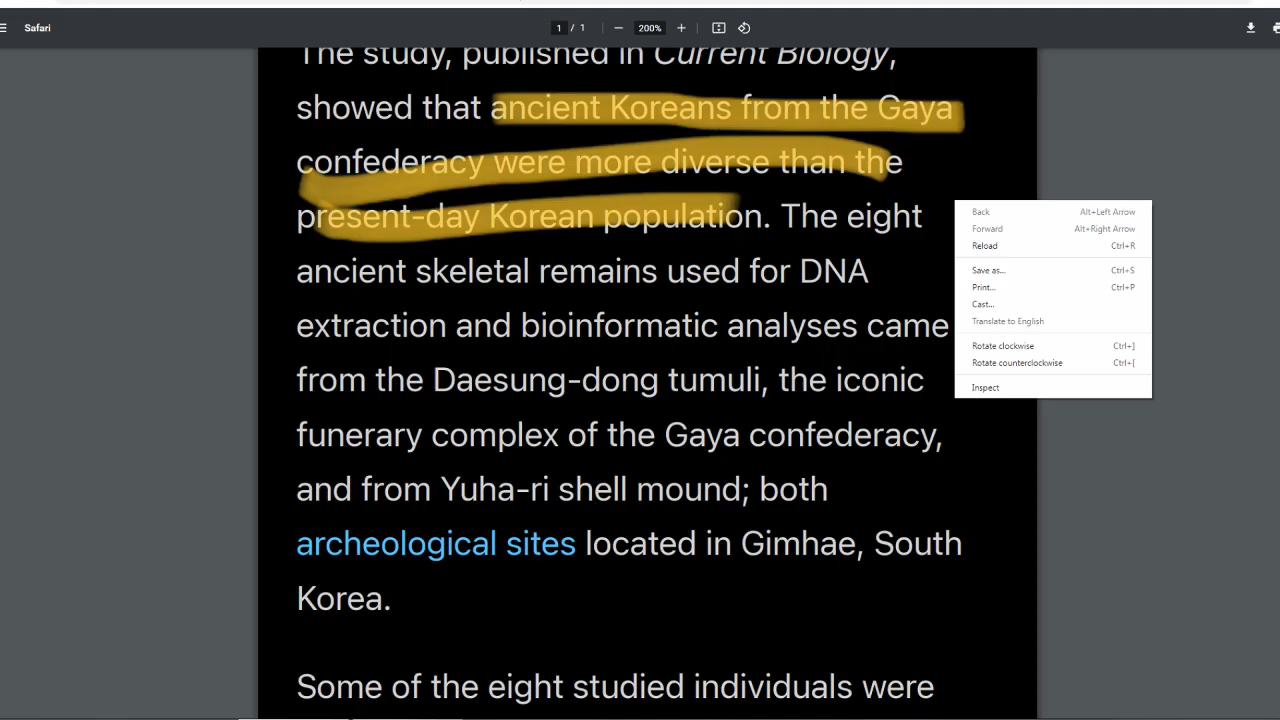 Safari
1 / 1
200%
The study, published in Current Biology,
showed that ancient Koreans from the Gaya
confederacy were more diverse than the
present-day Korean population. The eight
ancient skeletal remains used for DNA
extraction and bioinformatic analyses came
from the Daesung-dong tumuli, the iconic
funerary complex of the Gaya confederacy,
and from Yuha-ri shell mound; both
archeological sites located in Gimhae, South
Korea.
Some of the eight studied individuals were
Back Alt+Left Arrow
Forward Alt+Right Arrow
Reload Ctrl+R
Save as... Ctrl+S
Print... Ctrl+P
Cast...
Translate to English
Rotate clockwise Ctrl+]
Rotate counterclockwise Ctrl+[
Inspect